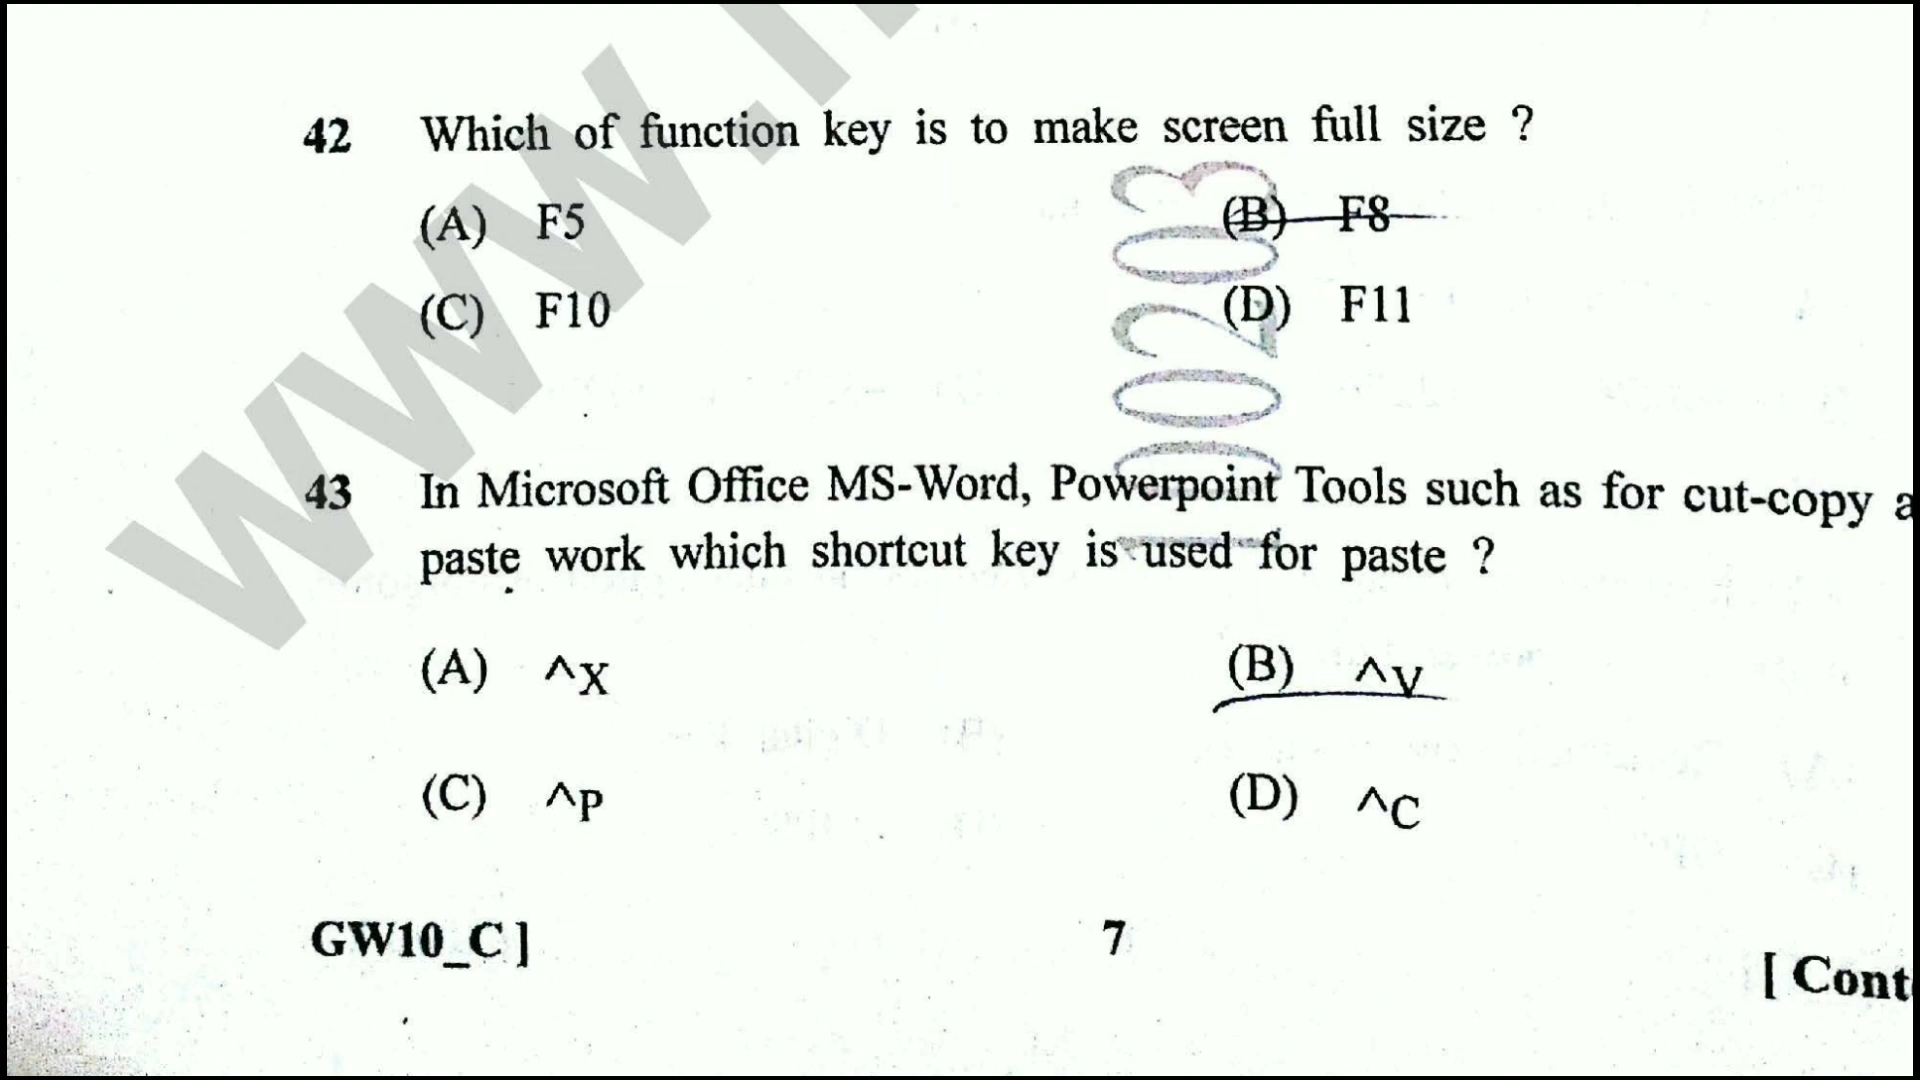 www.
42 Which of function key is to make screen full size ?
(A) F5 (B) F8
(C) F10 (D) F11
00203
43 In Microsoft Office MS-Word, Powerpoint Tools such as for cut-copy a
paste work which shortcut key is used for paste ?
(A) ^X (B) ^V
(C) ^P (D) ^C
GW10_C ] 7 [ Cont